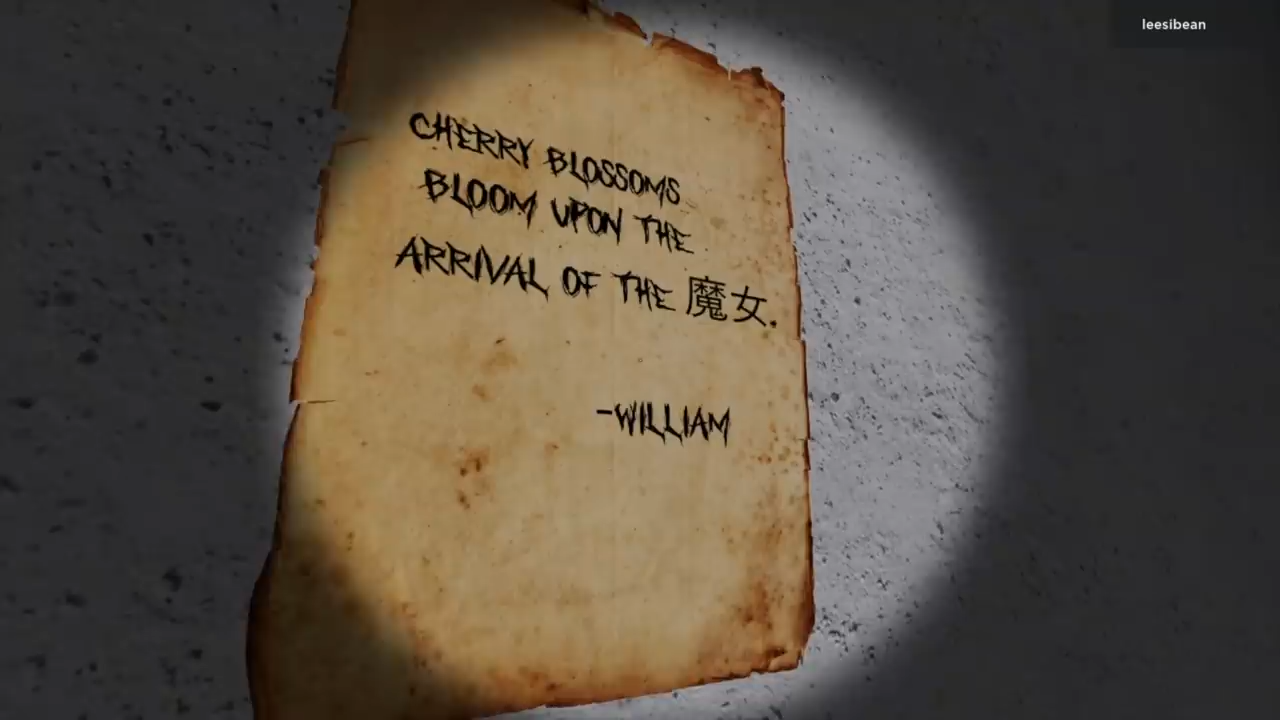 leesibean
CHERRY BLOSSOMS
BLOOM UPON THE
ARRIVAL OF THE 魔女.
-WILLIAM